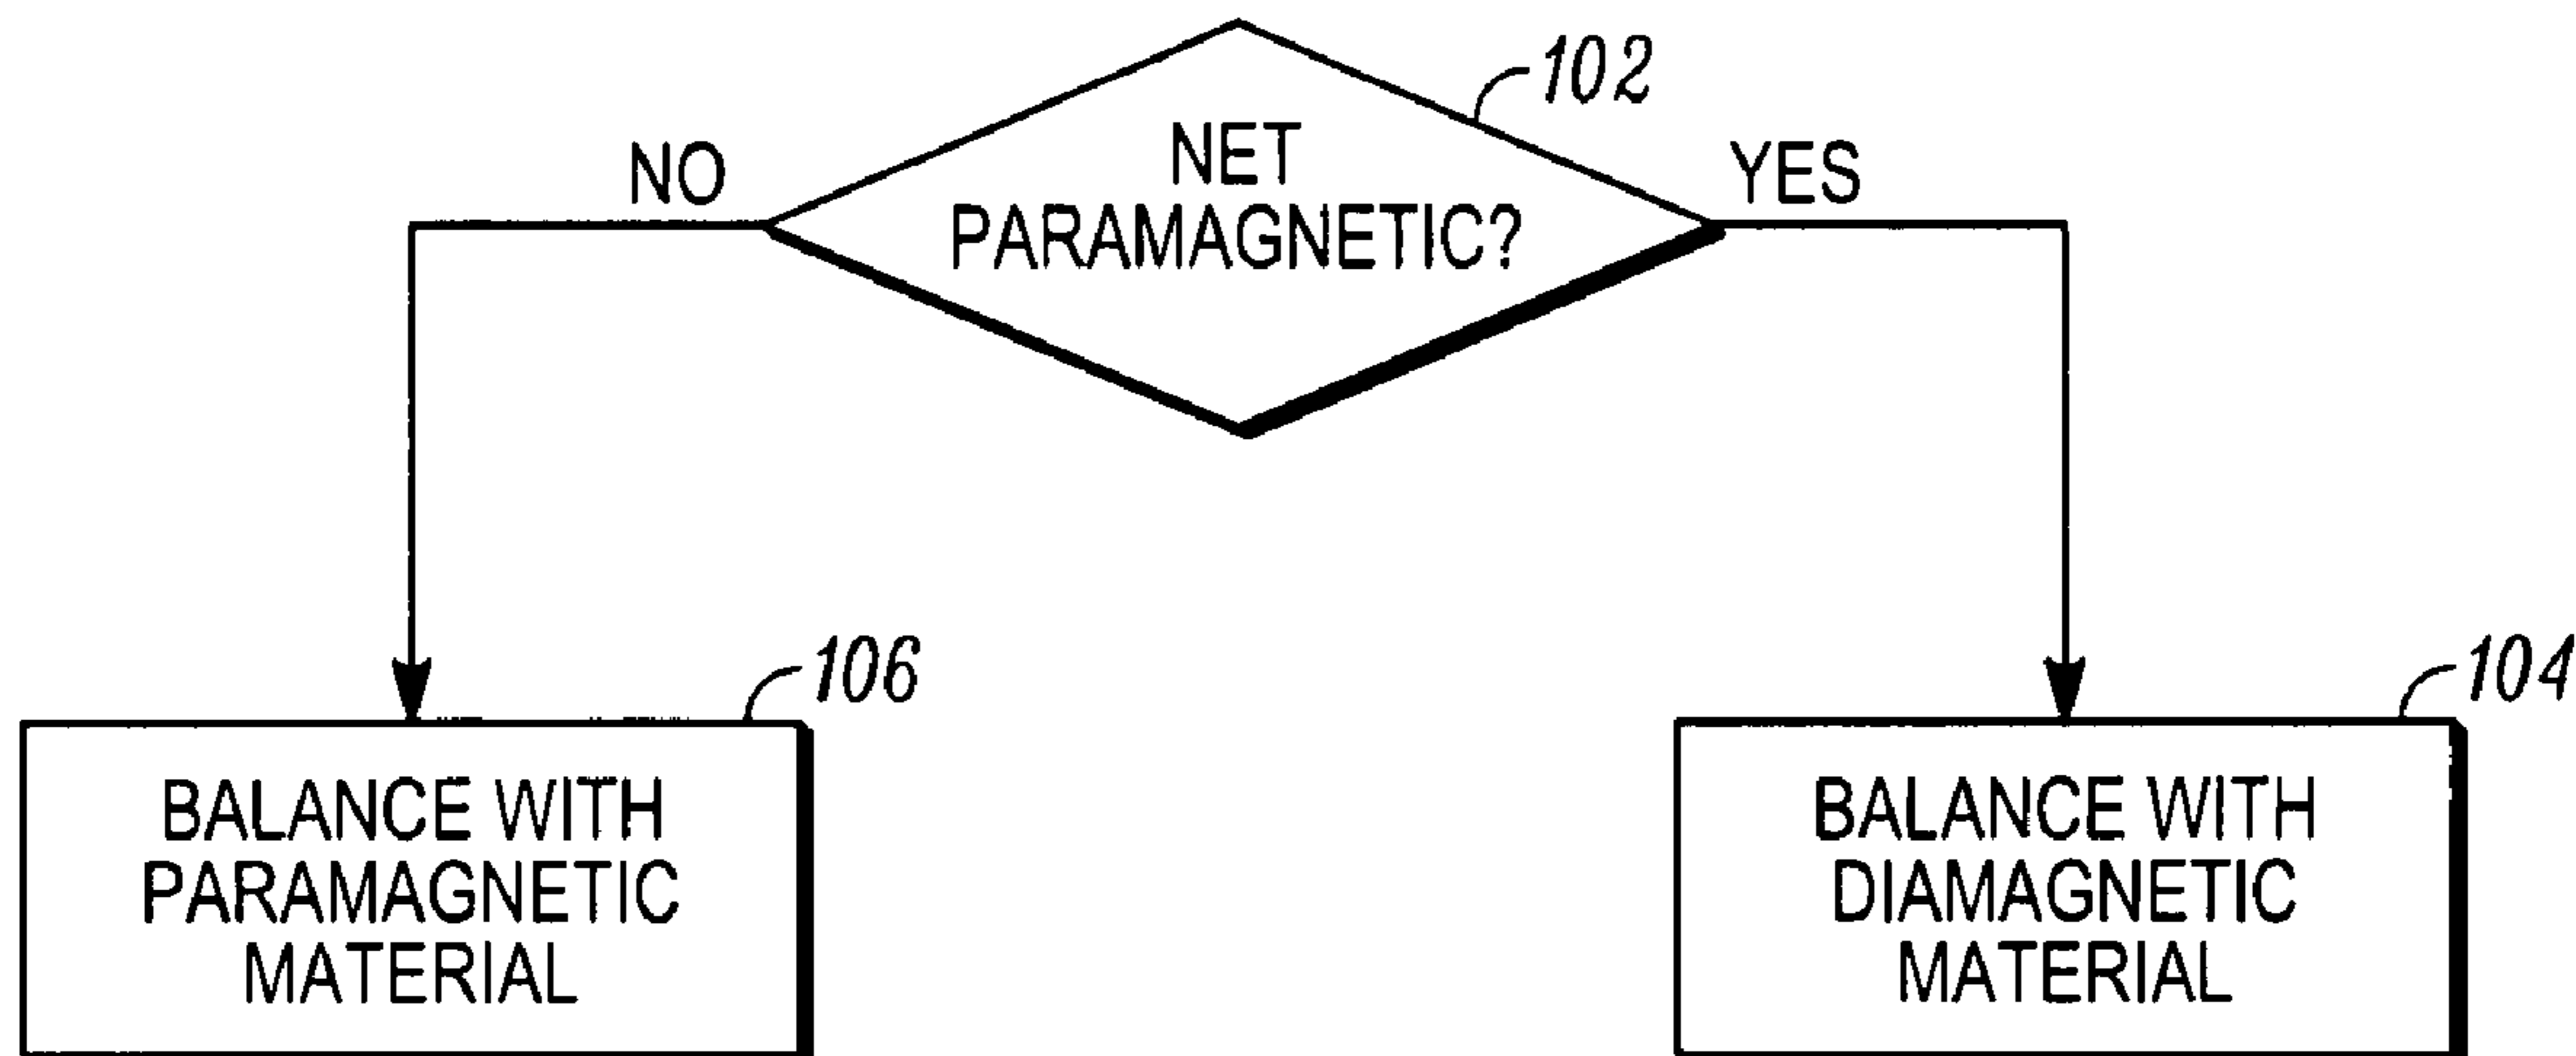 102
NET
PARAMAGNETIC?
NO
YES
106
BALANCE WITH
PARAMAGNETIC
MATERIAL
104
BALANCE WITH
DIAMAGNETIC
MATERIAL